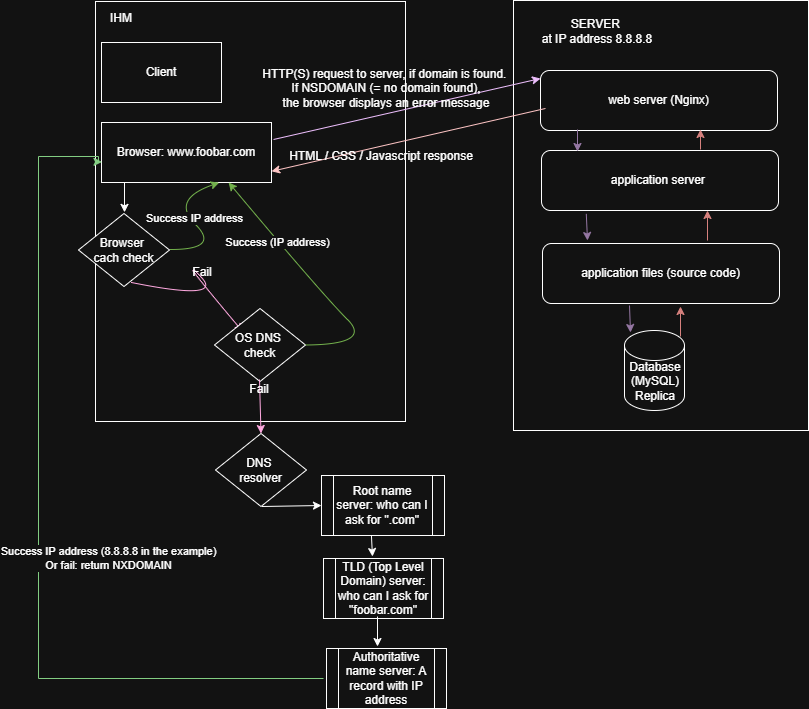 IHM
Client
Browser: www.foobar.com
HTTP(S) request to server, if domain is found.
If NSDOMAIN (= no domain found),
the browser displays an error message
HTML / CSS / Javascript response
Success IP address
Browser
cach check
Success (IP address)
Fail
OS DNS
check
Fail
DNS
resolver
Root name
server: who can I
ask for ".com"
TLD (Top Level
Domain) server:
who can I ask for
"foobar.com"
Authoritative
name server: A
record with IP
address
Success IP address (8.8.8.8 in the example)
Or fail: return NXDOMAIN
SERVER
at IP address 8.8.8.8
web server (Nginx)
application server
application files (source code)
Database
(MySQL)
Replica